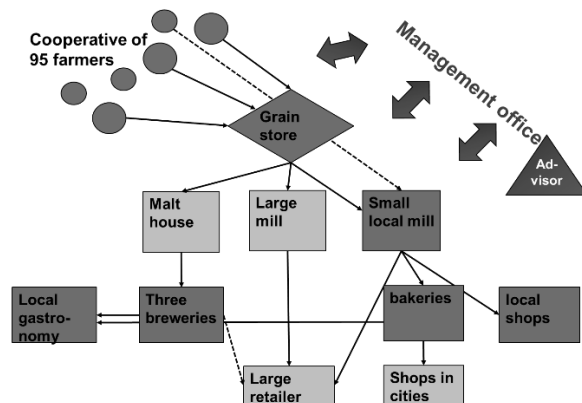 Cooperative of
95 farmers
Management office
Grain
store
Ad-
visor
Malt
house
Large
mill
Small
local mill
Local
gastro-
nomy
Three
breweries
bakeries
local
shops
Large
retailer
Shops in
cities